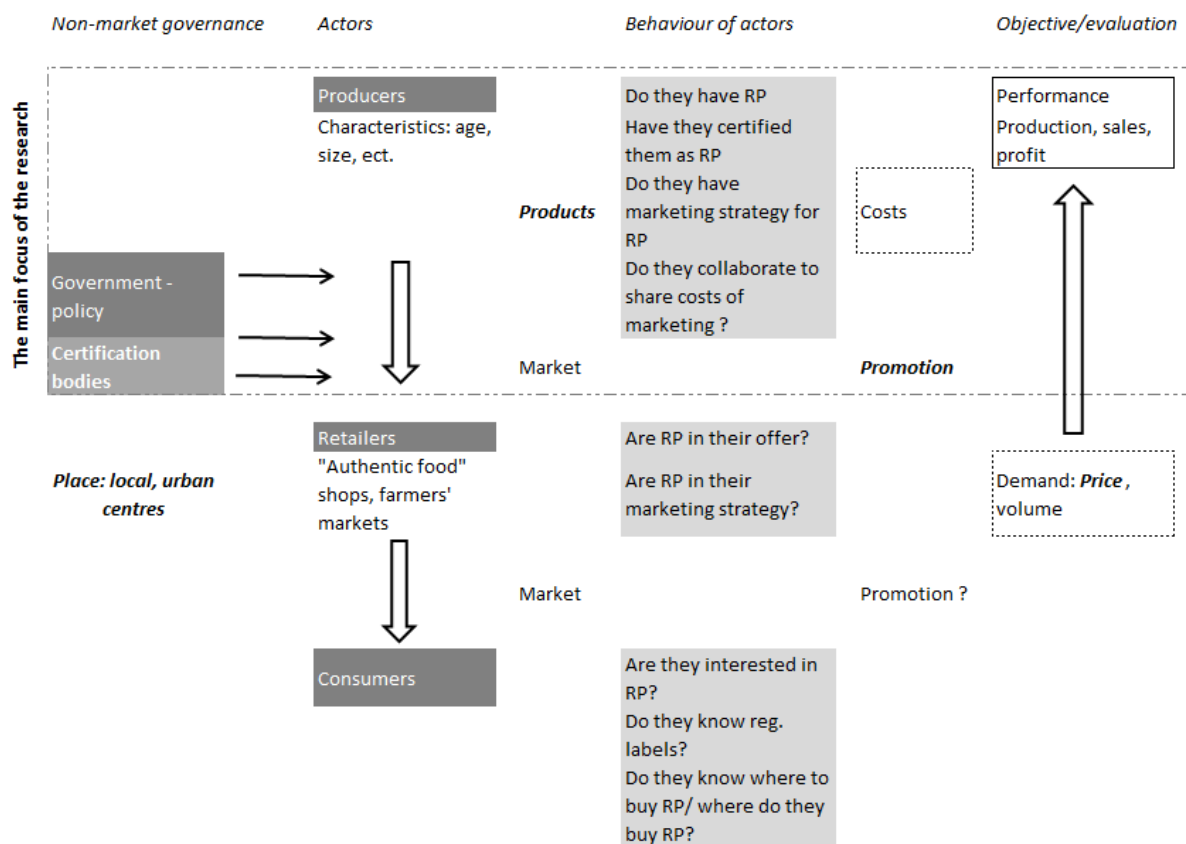 Non-market governance
Actors
Behaviour of actors
Objective/evaluation
The main focus of the research
Producers
Characteristics: age,
size, ect.
Do they have RP
Have they certified
them as RP
Do they have
marketing strategy for
RP
Do they collaborate to
share costs of
marketing ?
Performance
Production, sales,
profit
Products
Costs
Government -
policy
Certification
bodies
Market
Promotion
Retailers
"Authentic food"
shops, farmers'
markets
Are RP in their offer?
Are RP in their
marketing strategy?
Place: local, urban
centres
Demand: Price ,
volume
Market
Promotion ?
Consumers
Are they interested in
RP?
Do they know reg.
labels?
Do they know where to
buy RP/ where do they
buy RP?